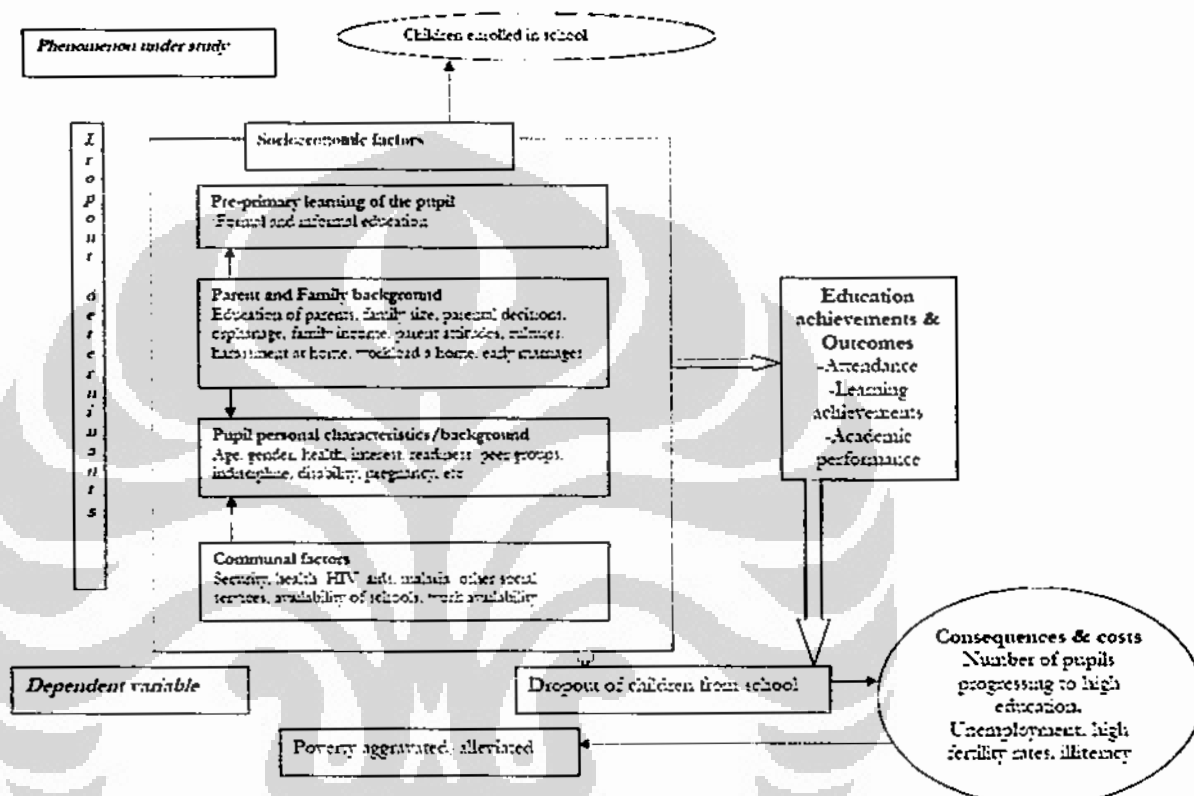 Phenomenon under study
Children enrolled in school
Socioeconomic factors
Pre-primary learning of the pupil
Formal and informal education
Parent and Family background
Education of parents, family size, parental decisions,
orphanage, family income, parent attitudes, cultures,
harassment at home, workload a home, early marriages
Pupil personal characteristics/background
Age, gender, health, interest, readiness, peer groups,
indiscipline, disability, pregnancy, etc
Communal factors
Security, health, HIV aids, malaria, other social
services, availability of schools, work availability
Education
achievements &
Outcomes
-Attendance
-Learning
achievements
-Academic
performance
Dependent variable
Dropout of children from school
Consequences & costs
Number of pupils
progressing to high
education.
Unemployment, high
fertility rates, illiteracy
Poverty aggravated, alleviated